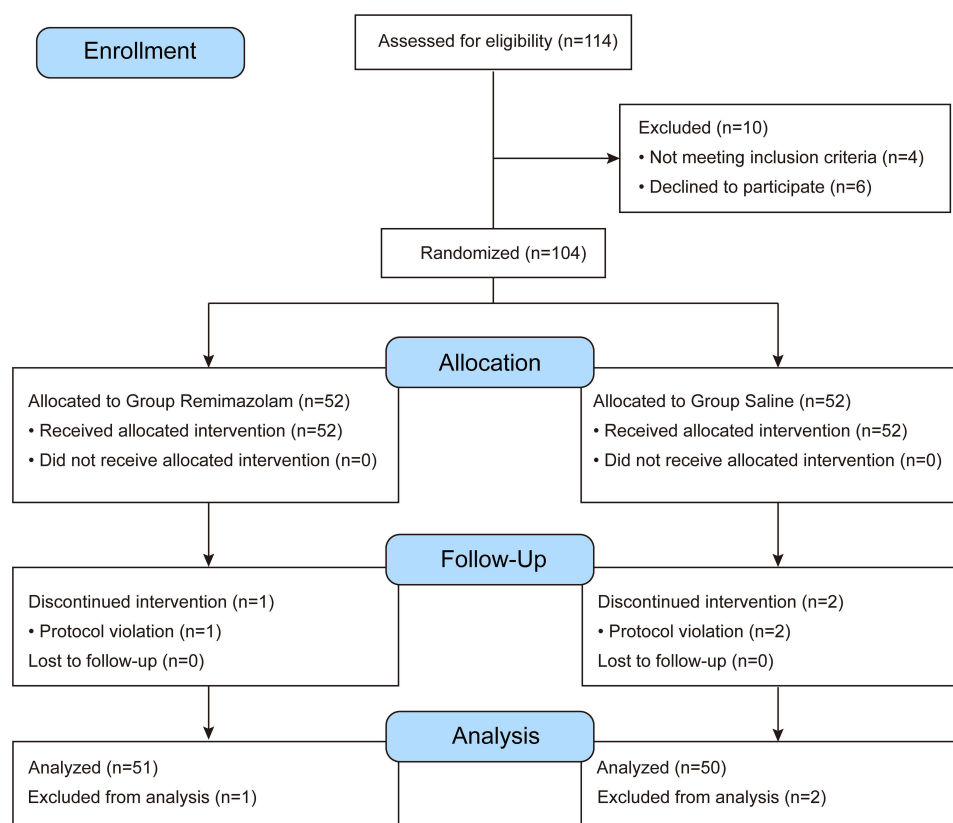 Enrollment
Assessed for eligibility (n=114)
Excluded (n=10)
• Not meeting inclusion criteria (n=4)
• Declined to participate (n=6)
Randomized (n=104)
Allocation
Allocated to Group Remimazolam (n=52)
• Received allocated intervention (n=52)
• Did not receive allocated intervention (n=0)
Allocated to Group Saline (n=52)
• Received allocated intervention (n=52)
• Did not receive allocated intervention (n=0)
Follow-Up
Discontinued intervention (n=1)
• Protocol violation (n=1)
Lost to follow-up (n=0)
Discontinued intervention (n=2)
• Protocol violation (n=2)
Lost to follow-up (n=0)
Analysis
Analyzed (n=51)
Excluded from analysis (n=1)
Analyzed (n=50)
Excluded from analysis (n=2)